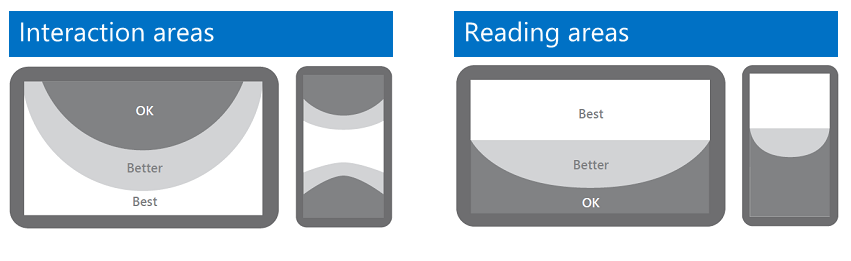 Interaction areas
OK
Better
Best
Reading areas
Best
Better
OK